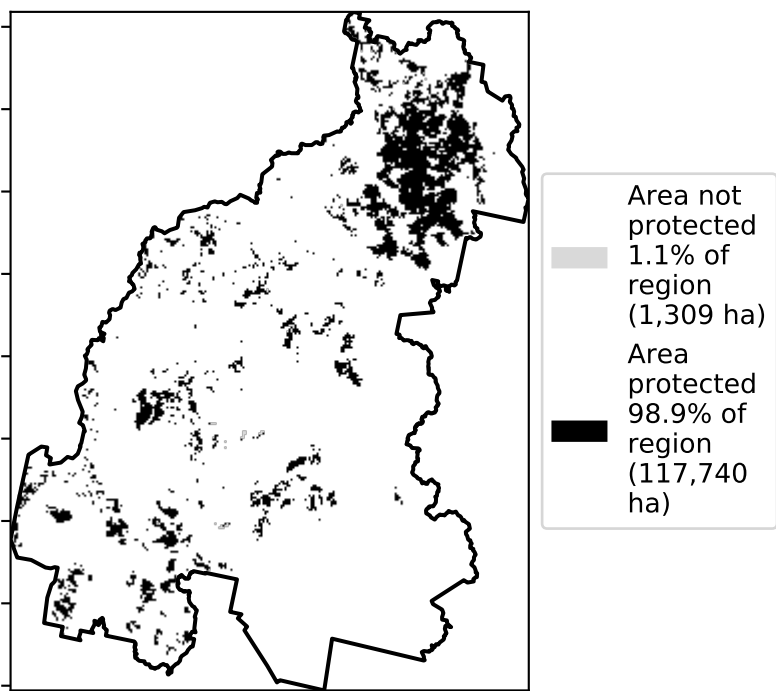 Area not
protected
1.1% of
region
(1,309 ha)
Area
protected
98.9% of
region
(117,740
ha)